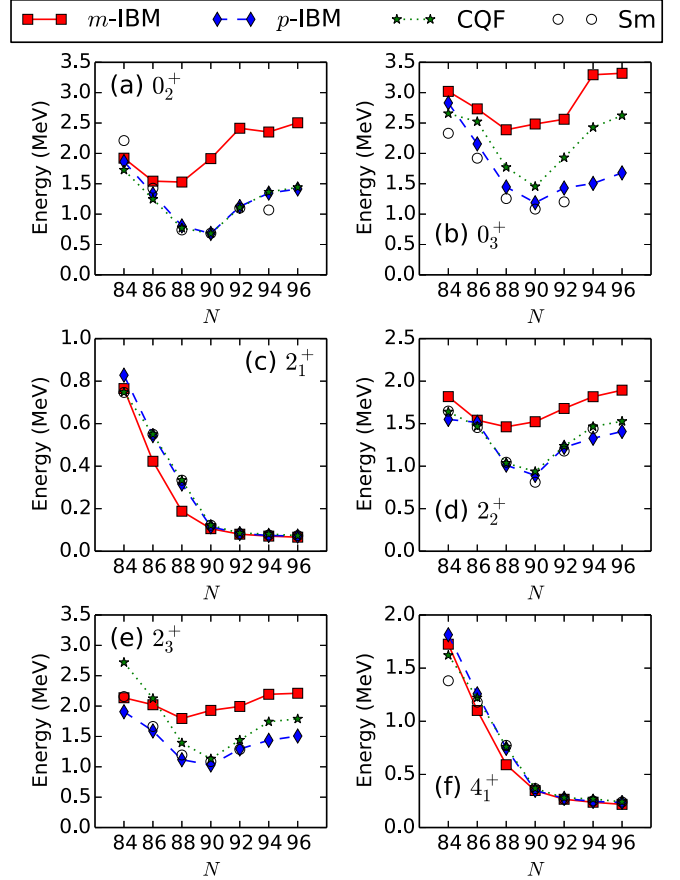 m-IBM p-IBM CQF Sm
(a) 0₂⁺
Energy (MeV)
3.5
3.0
2.5
2.0
1.5
1.0
0.5
0.0
84 86 88 90 92 94 96
N
(b) 0₃⁺
Energy (MeV)
3.5
3.0
2.5
2.0
1.5
1.0
0.5
0.0
84 86 88 90 92 94 96
N
(c) 2₁⁺
Energy (MeV)
1.0
0.8
0.6
0.4
0.2
0.0
84 86 88 90 92 94 96
N
(d) 2₂⁺
Energy (MeV)
2.5
2.0
1.5
1.0
0.5
0.0
84 86 88 90 92 94 96
N
(e) 2₃⁺
Energy (MeV)
3.5
3.0
2.5
2.0
1.5
1.0
0.5
0.0
84 86 88 90 92 94 96
N
(f) 4₁⁺
Energy (MeV)
2.0
1.5
1.0
0.5
0.0
84 86 88 90 92 94 96
N